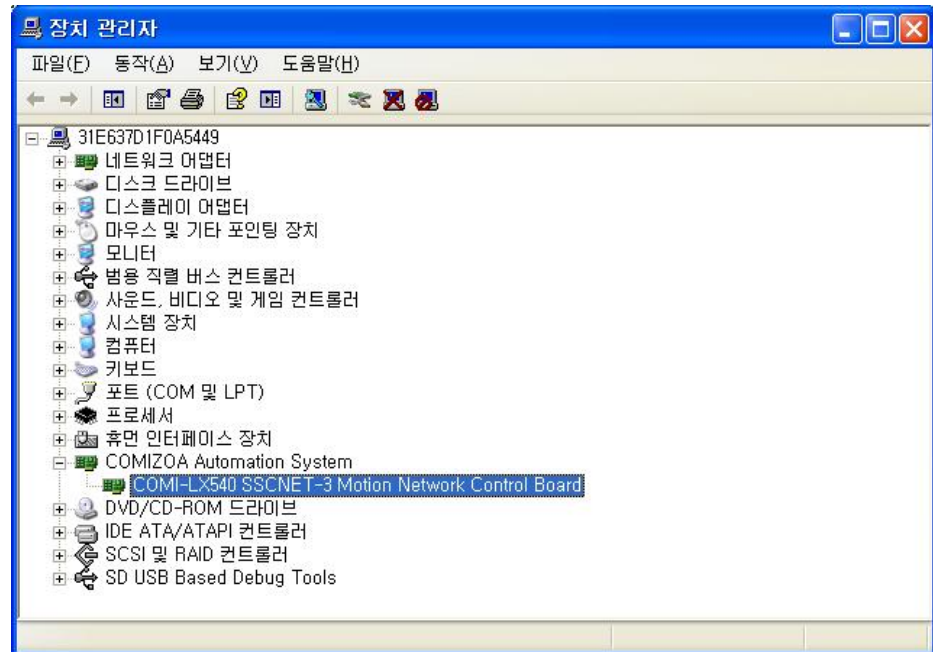 장치 관리자
파일(F) 동작(A) 보기(V) 도움말(H)
31E637D1F0A5449
네트워크 어댑터
디스크 드라이브
디스플레이 어댑터
마우스 및 기타 포인팅 장치
모니터
범용 직렬 버스 컨트롤러
사운드, 비디오 및 게임 컨트롤러
시스템 장치
컴퓨터
키보드
포트 (COM 및 LPT)
프로세서
휴먼 인터페이스 장치
COMIZOA Automation System
COMI-LX540 SSCNET-3 Motion Network Control Board
DVD/CD-ROM 드라이브
IDE ATA/ATAPI 컨트롤러
SCSI 및 RAID 컨트롤러
SD USB Based Debug Tools